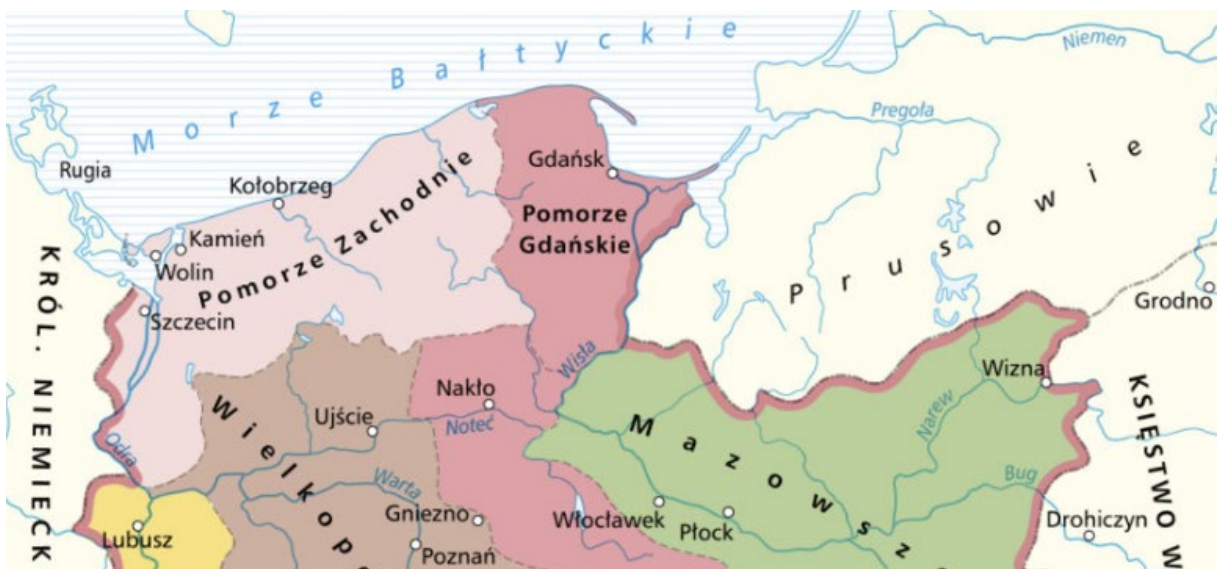 Morze Bałtyckie
Niemen
Pregoła
Rugia
Gdańsk
Kołobrzeg
Pomorze Zachodnie
Pomorze
Gdańskie
Prusowie
Kamień
Wolin
Szczecin
Grodno
KRÓL. NIEMIECK
Wisła
Wizna
KSIĘSTWO W
Nakło
Ujście
Noteć
Narew
Wielkop
Mazowsz
Odra
Warta
Bug
Gniezno
Włocławek
Płock
Drohiczyn
Lubusz
Poznań